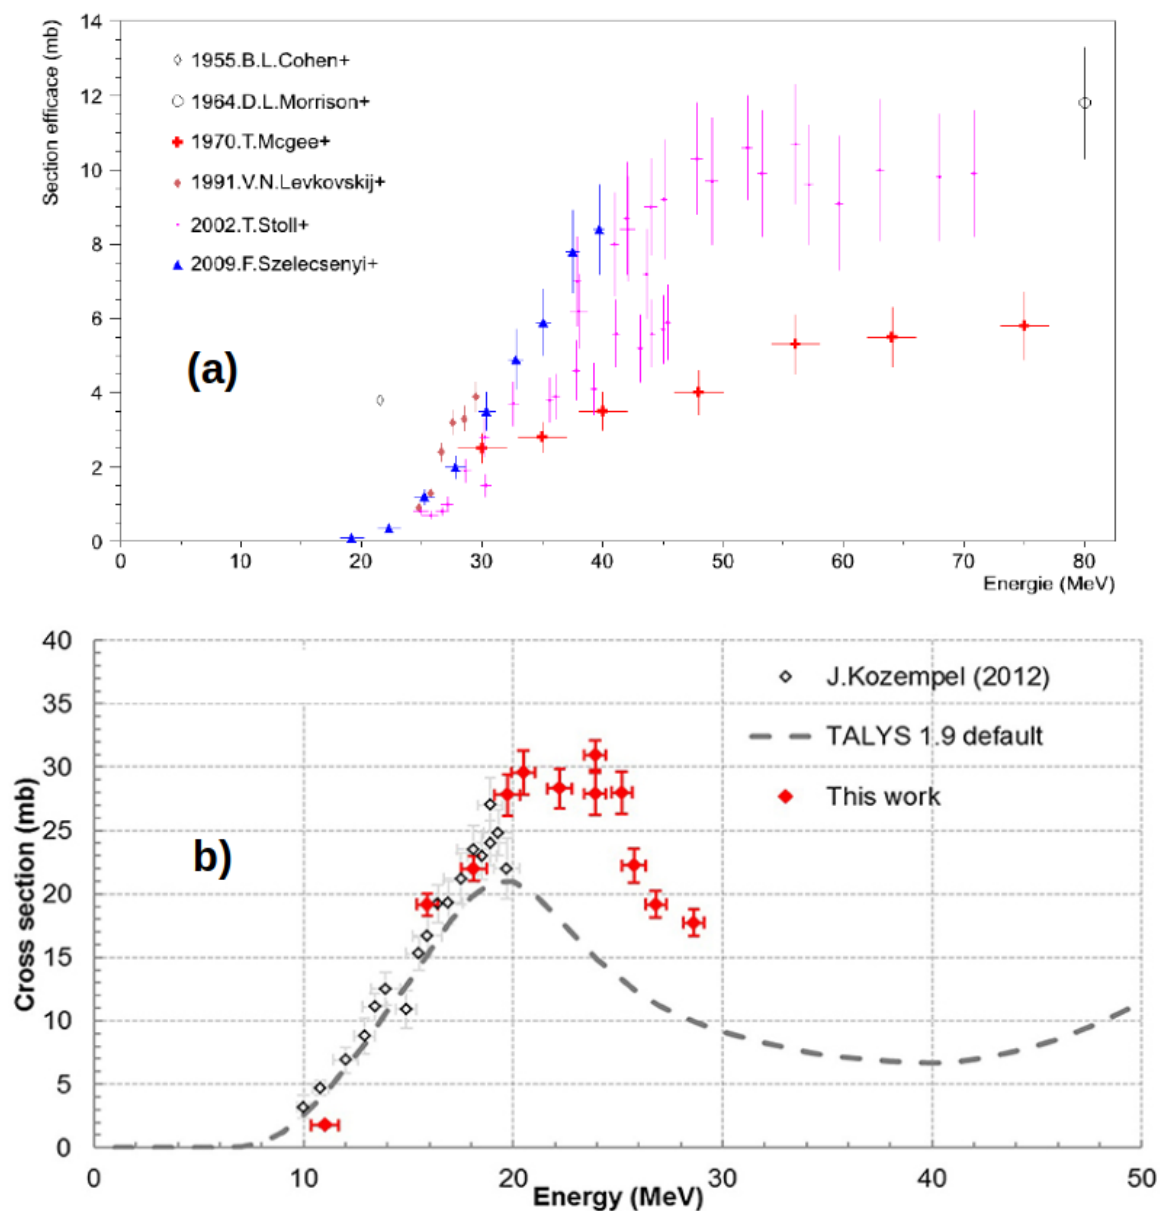 Section efficace (mb)
14
12
10
8
6
4
2
0
1955.B.L.Cohen+
1964.D.L.Morrison+
1970.T.Mcgee+
1991.V.N.Levkovskij+
2002.T.Stoll+
2009.F.Szelecsenyi+
(a)
0 10 20 30 40 50 60 70 80
Energie (MeV)
Cross section (mb)
40
35
30
25
20
15
10
5
0
J.Kozempel (2012)
TALYS 1.9 default
This work
b)
0 10 20 30 40 50
Energy (MeV)